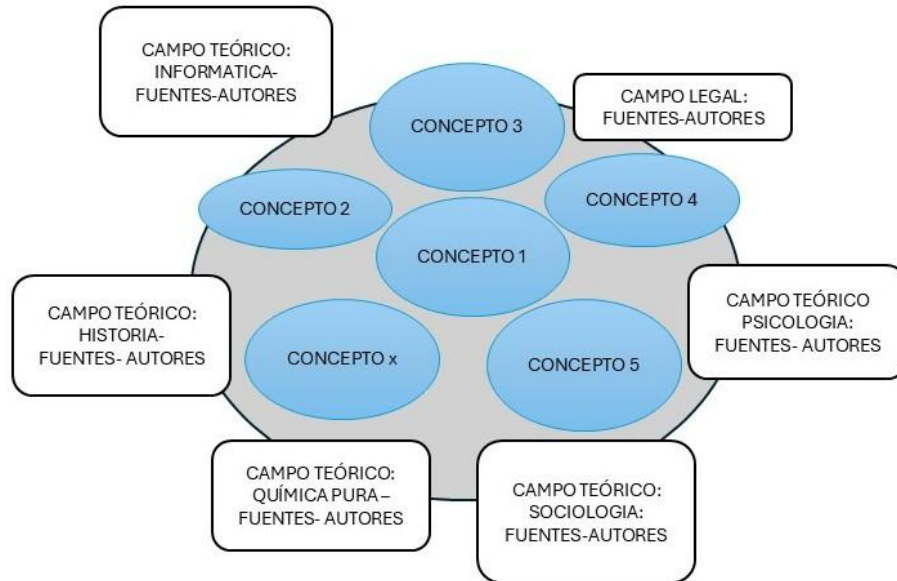 CAMPO TEÓRICO:
INFORMATICA-
FUENTES-AUTORES
CONCEPTO 3
CAMPO LEGAL:
FUENTES-AUTORES
CONCEPTO 2
CONCEPTO 4
CONCEPTO 1
CAMPO TEÓRICO:
HISTORIA-
FUENTES- AUTORES
CAMPO TEÓRICO
PSICOLOGIA:
FUENTES- AUTORES
CONCEPTO x
CONCEPTO 5
CAMPO TEÓRICO:
QUÍMICA PURA –
FUENTES- AUTORES
CAMPO TEÓRICO:
SOCIOLOGIA:
FUENTES-AUTORES